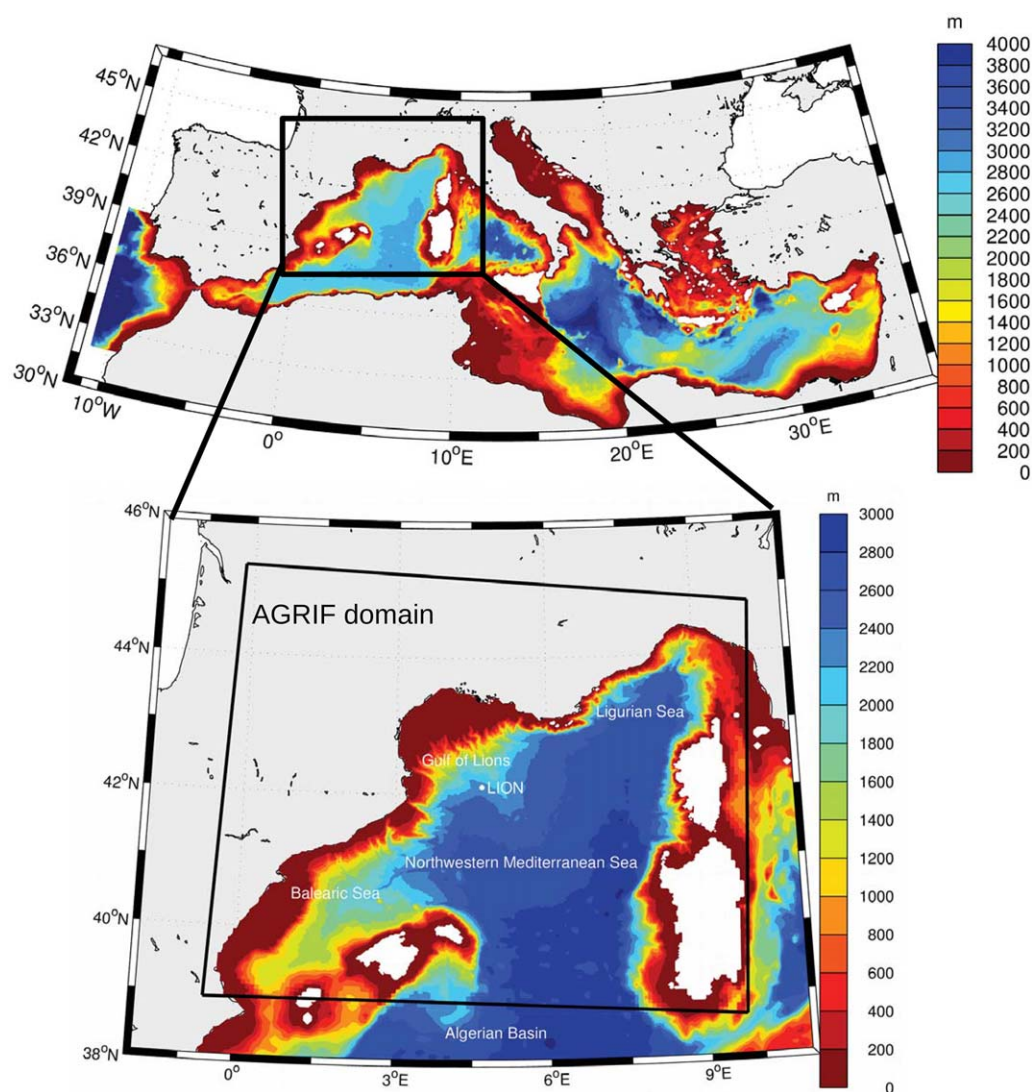 m
4000
3800
3600
3400
3200
3000
2800
2600
2400
2200
2000
1800
1600
1400
1200
1000
800
600
400
200
0
45°N
42°N
39°N
36°N
33°N
30°N
10°W
0°
10°E
20°E
30°E
m
3000
2800
2600
2400
2200
2000
1800
1600
1400
1200
1000
800
600
400
200
0
46°N
44°N
42°N
40°N
38°N
0°
3°E
6°E
9°E
AGRIF domain
Ligurian Sea
Gulf of Lions
LION
Northwestern Mediterranean Sea
Balearic Sea
Algerian Basin